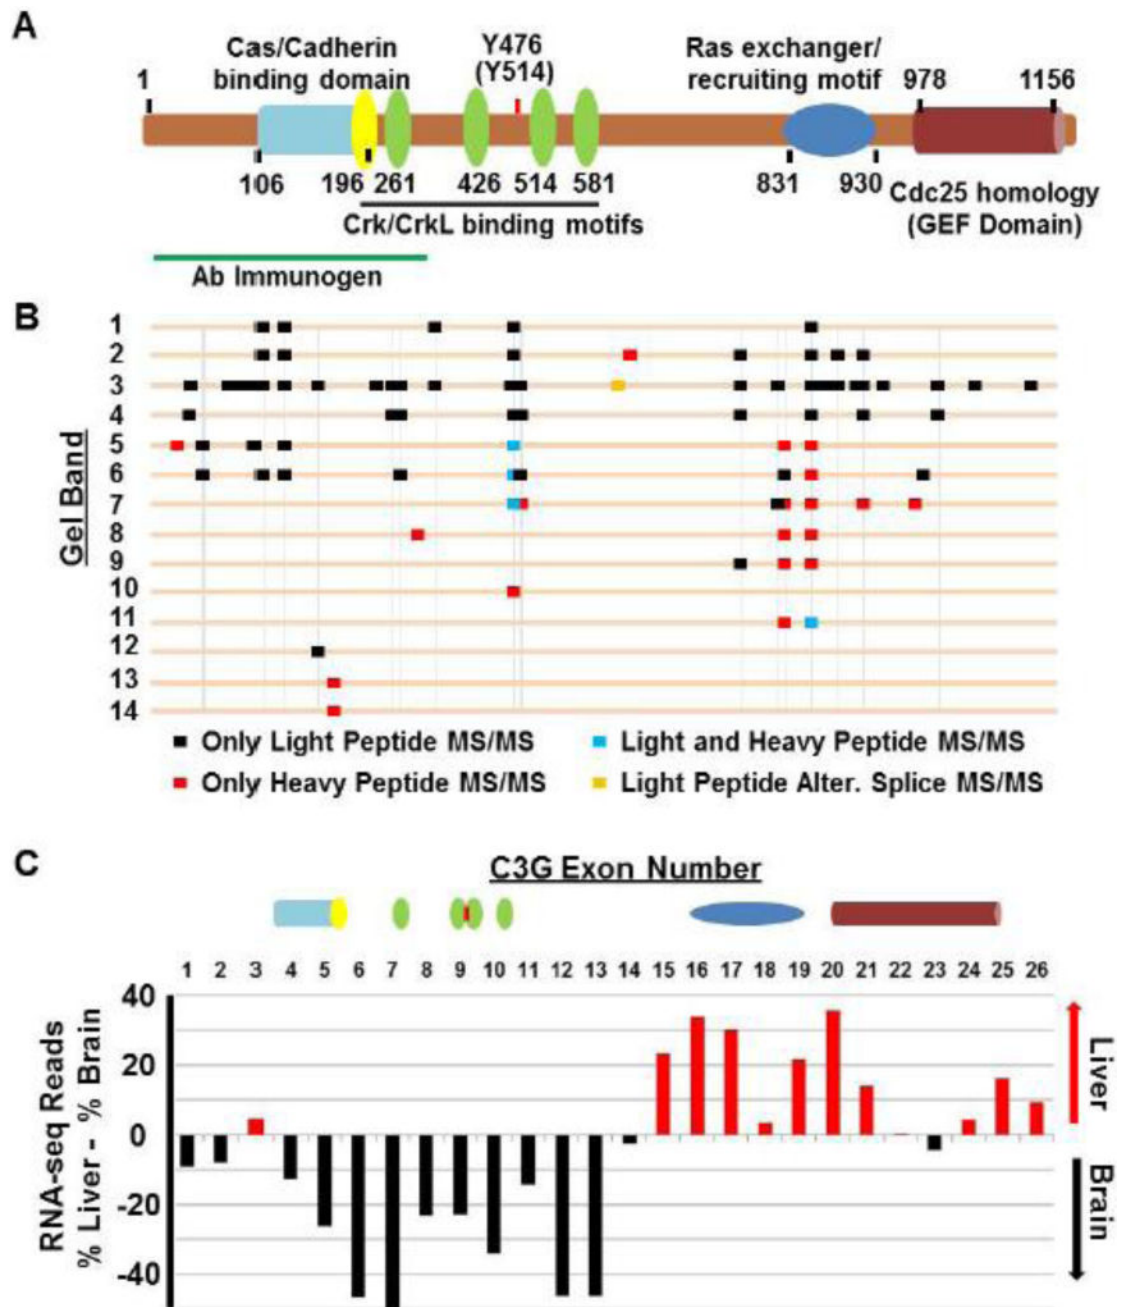 A
Cas/Cadherin
binding domain
Y476
(Y514)
Ras exchanger/
recruiting motif
1
978
1156
106
196
261
426
514
581
831
930
Cdc25 homology
(GEF Domain)
Crk/CrkL binding motifs
Ab Immunogen
B
Gel Band
1
2
3
4
5
6
7
8
9
10
11
12
13
14
Only Light Peptide MS/MS
Light and Heavy Peptide MS/MS
Only Heavy Peptide MS/MS
Light Peptide Alter. Splice MS/MS
C
C3G Exon Number
1 2 3 4 5 6 7 8 9 10 11 12 13 14 15 16 17 18 19 20 21 22 23 24 25 26
RNA-seq Reads
% Liver - % Brain
40
20
0
-20
-40
Liver
Brain